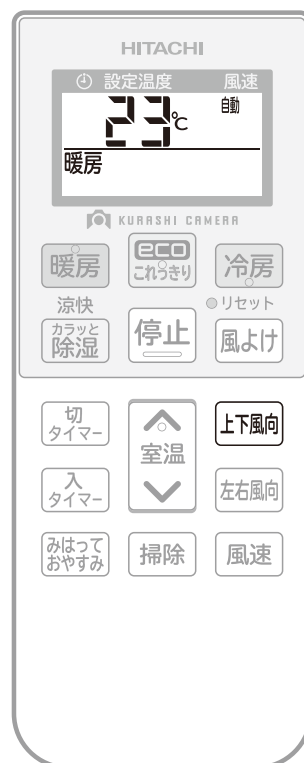 HITACHI
設定温度 風速
23℃ 自動
暖房
KURASHI CAMERA
暖房 eco これっきり 冷房
涼快 リセット
カラッと除湿 停止 風よけ
切タイマー 室温 上下風向
入タイマー 左右風向
みはっておやすみ 掃除 風速